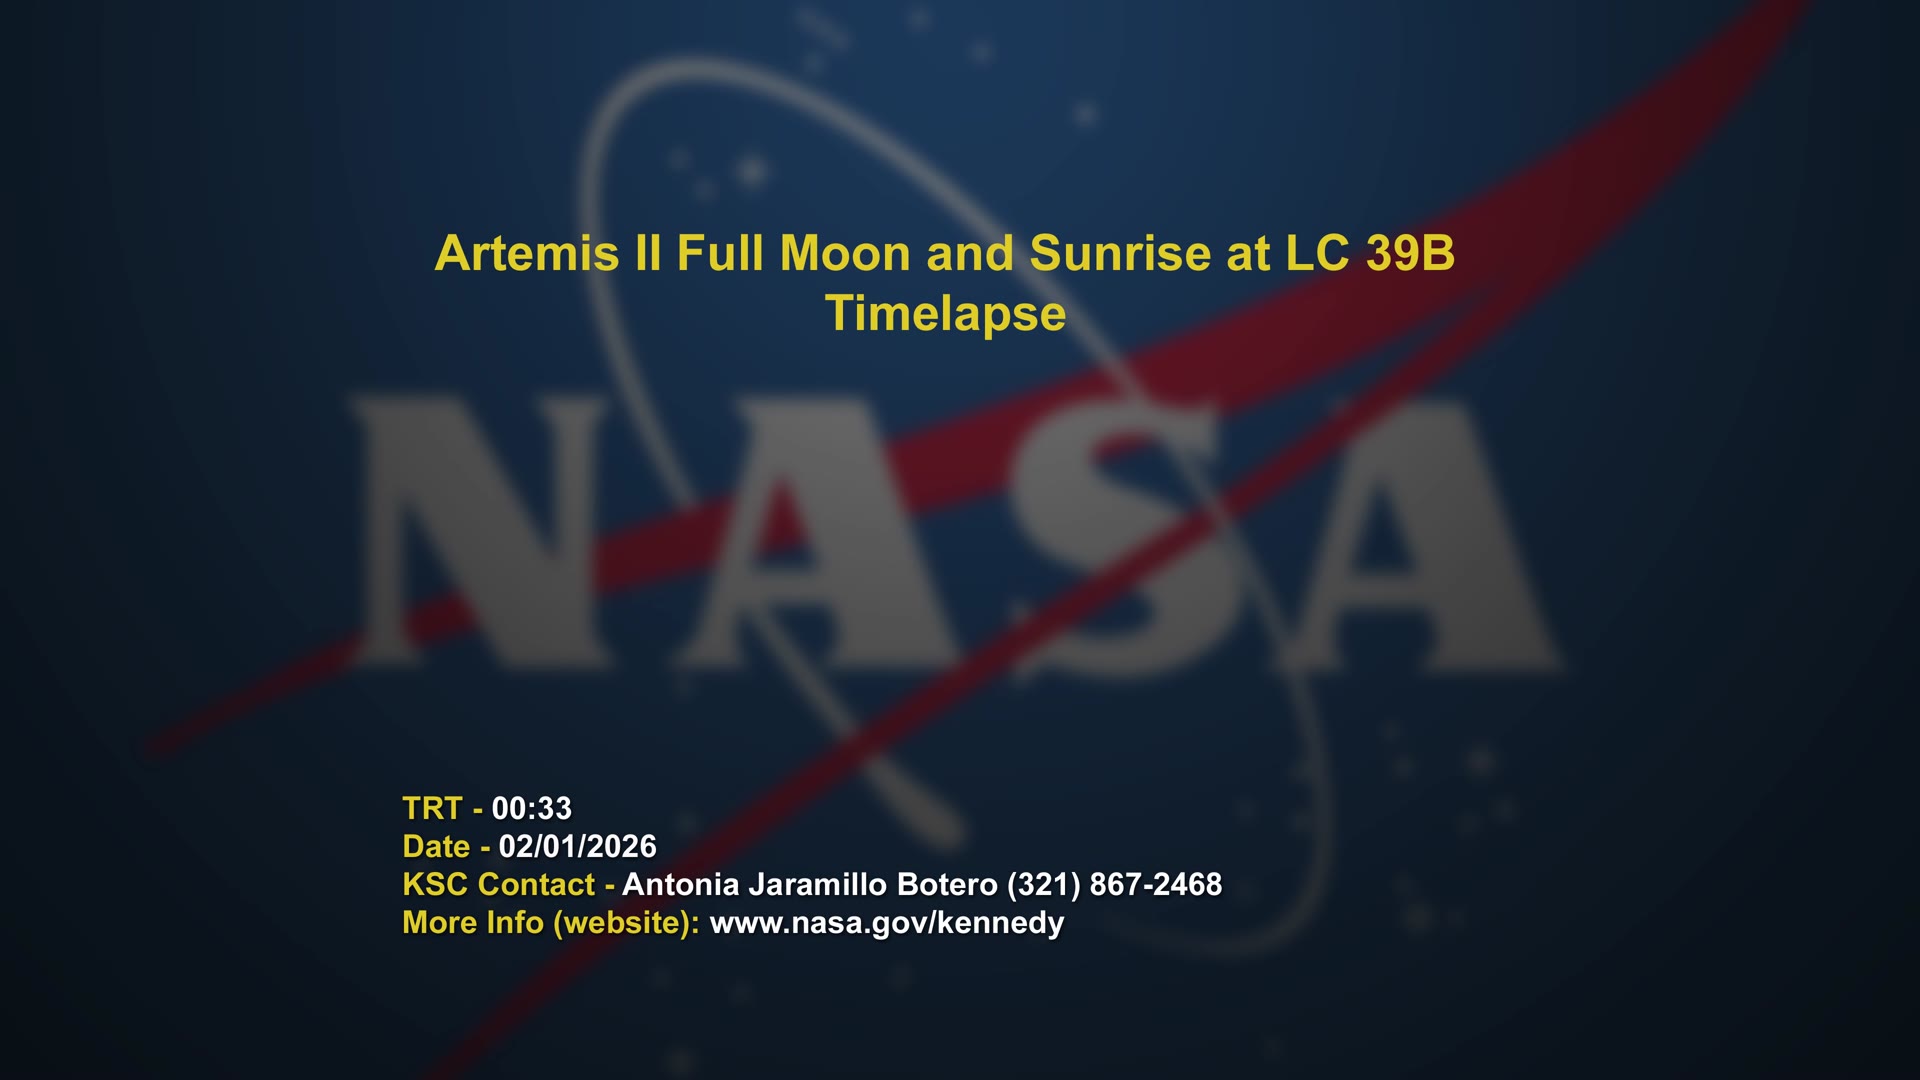 Artemis II Full Moon and Sunrise at LC 39B
Timelapse
NASA
TRT - 00:33
Date - 02/01/2026
KSC Contact - Antonia Jaramillo Botero (321) 867-2468
More Info (website): www.nasa.gov/kennedy